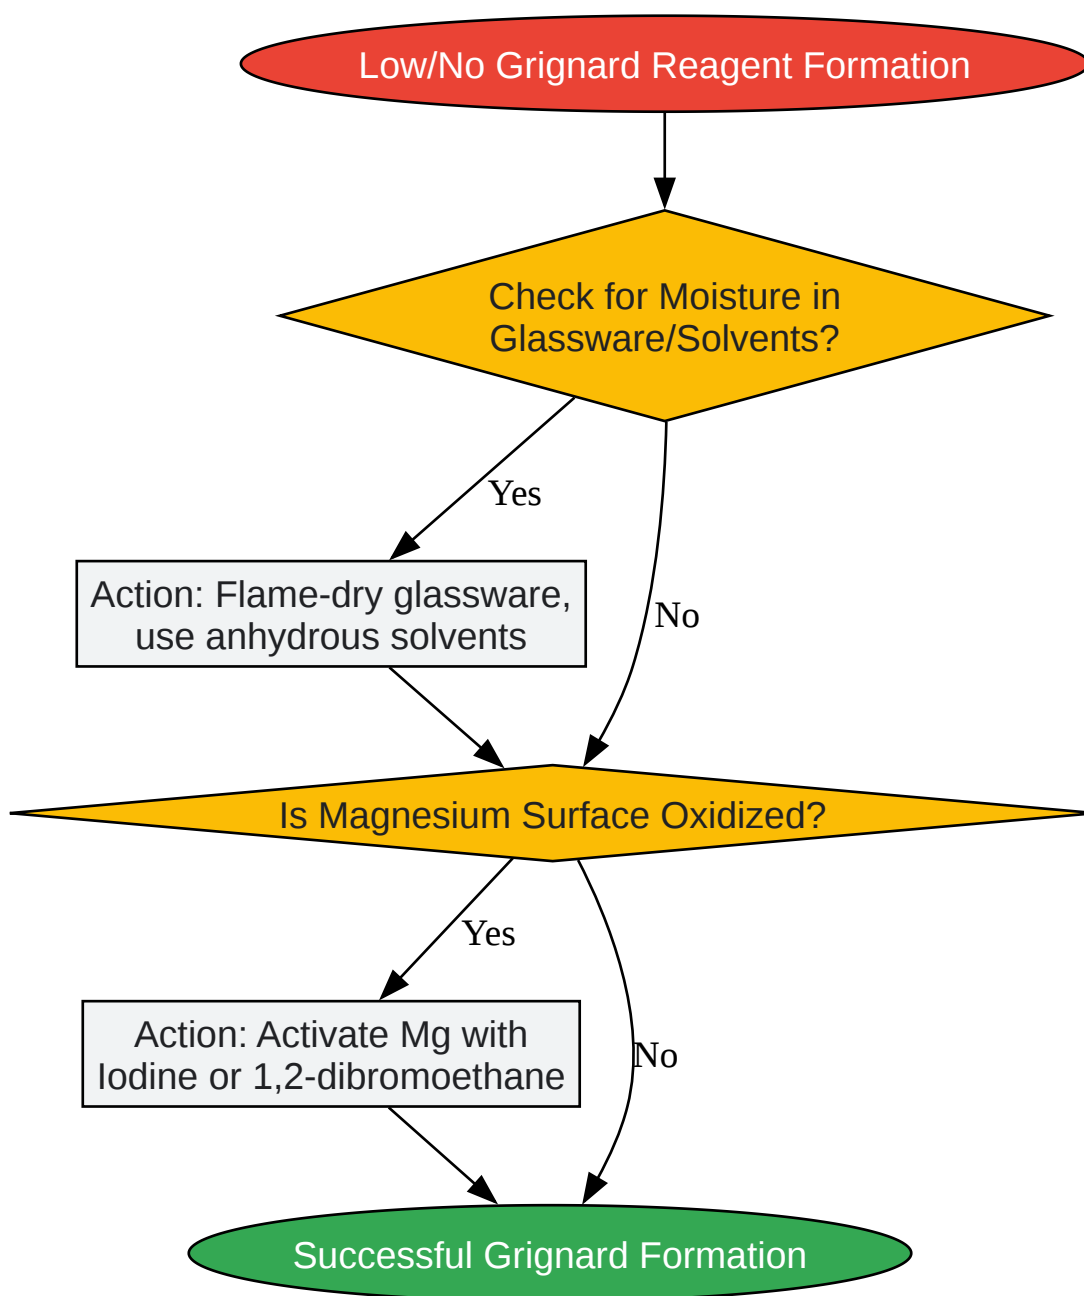 Low/No Grignard Reagent Formation
Check for Moisture in
Glassware/Solvents?
Yes
Action: Flame-dry glassware,
use anhydrous solvents
No
Is Magnesium Surface Oxidized?
Yes
Action: Activate Mg with
Iodine or 1,2-dibromoethane
No
Successful Grignard Formation